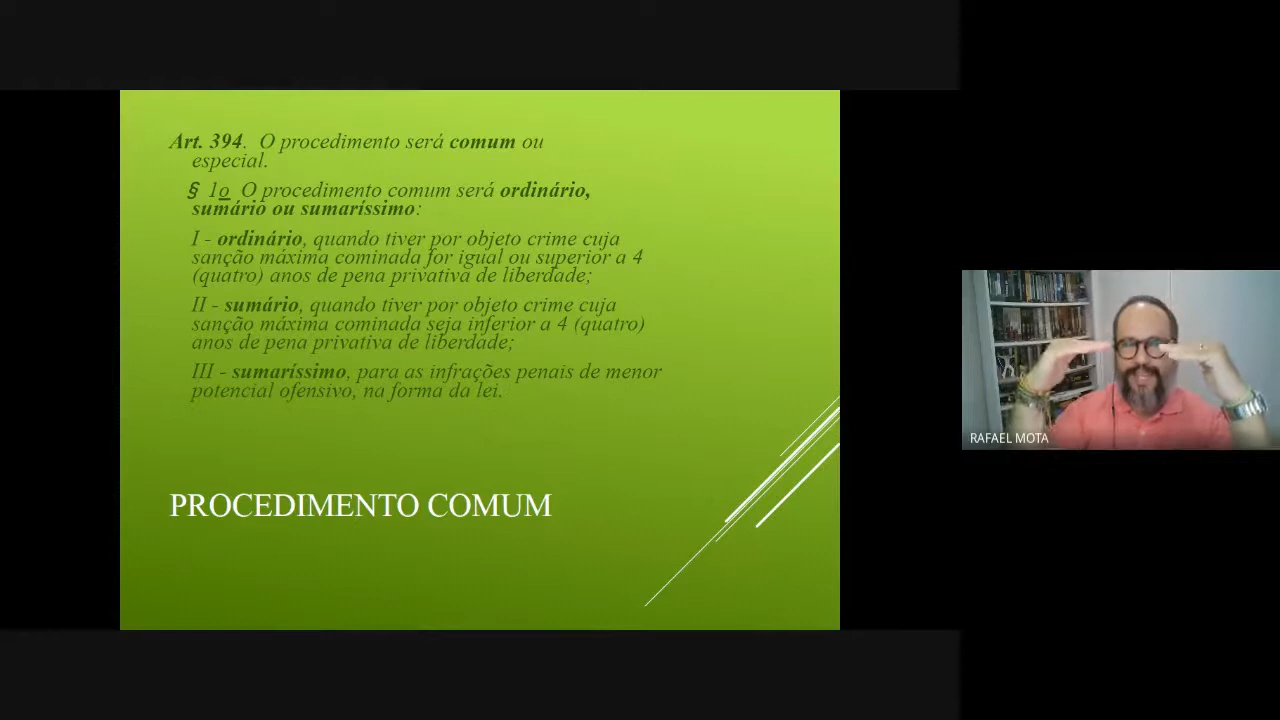 Art. 394. O procedimento será comum ou
especial.
§ 1o O procedimento comum será ordinário,
sumário ou sumaríssimo:
I - ordinário, quando tiver por objeto crime cuja
sanção máxima cominada for igual ou superior a 4
(quatro) anos de pena privativa de liberdade;
II - sumário, quando tiver por objeto crime cuja
sanção máxima cominada seja inferior a 4 (quatro)
anos de pena privativa de liberdade;
III - sumaríssimo, para as infrações penais de menor
potencial ofensivo, na forma da lei.
PROCEDIMENTO COMUM
RAFAEL MOTA